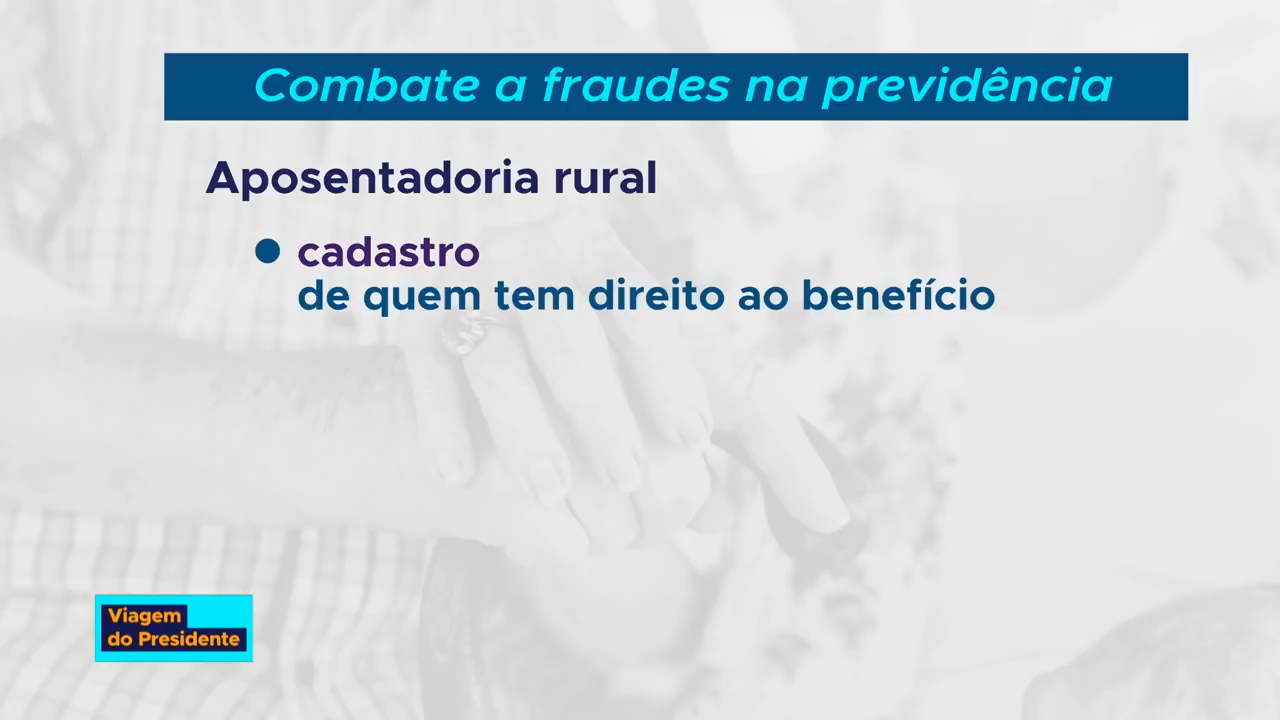 Combate a fraudes na previdência
Aposentadoria rural
cadastro
de quem tem direito ao benefício
Viagem
do Presidente